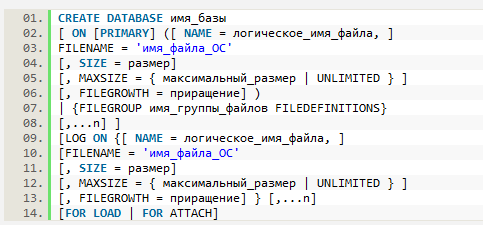 01. CREATE DATABASE имя_базы
02. [ ON [PRIMARY] ([ NAME = логическое_имя_файла, ]
03. FILENAME = 'имя_файла_ОС'
04. [, SIZE = размер]
05. [, MAXSIZE = { максимальный_размер | UNLIMITED } ]
06. [, FILEGROWTH = приращение] )
07. | {FILEGROUP имя_группы_файлов FILEDEFINITIONS}
08. [,...n] ]
09. [LOG ON {[ NAME = логическое_имя_файла, ]
10. [FILENAME = 'имя_файла_ОС'
11. [, SIZE = размер]
12. [, MAXSIZE = { максимальный_размер | UNLIMITED } ]
13. [, FILEGROWTH = приращение] } [,...n]
14. [FOR LOAD | FOR ATTACH]